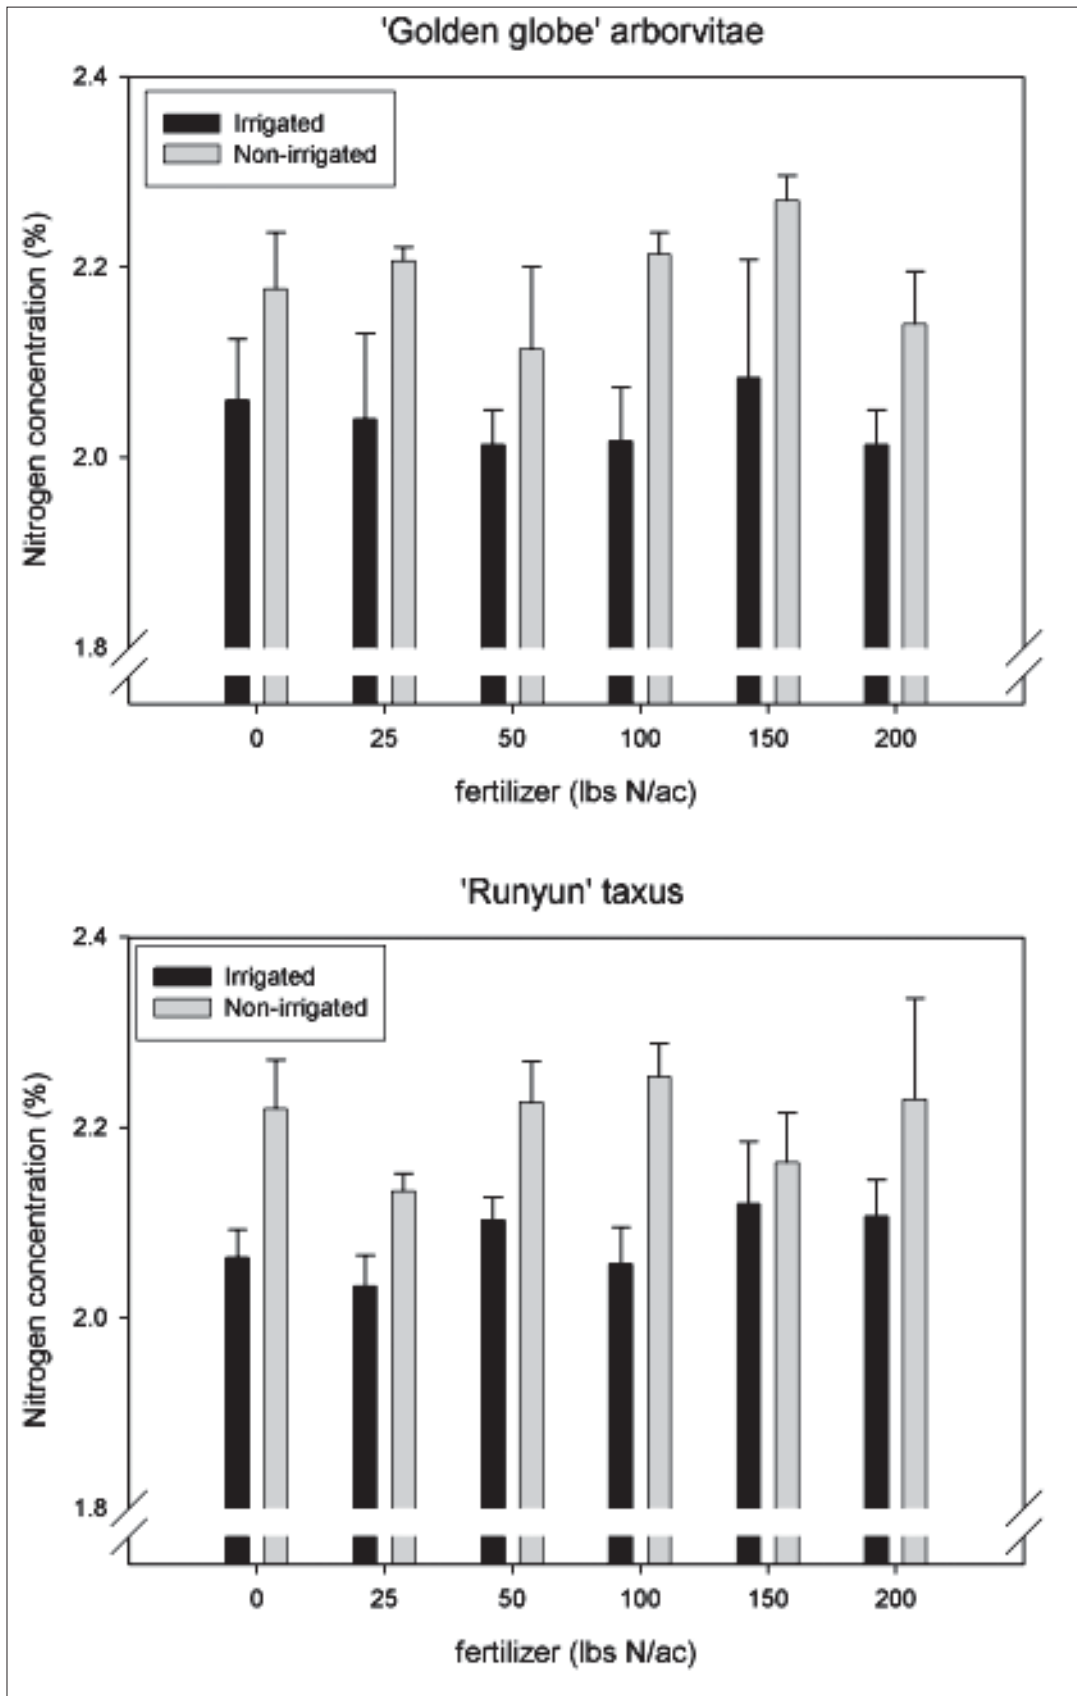 'Golden globe' arborvitae
2.4
Irrigated
Non-irrigated
2.2
2.0
1.8
Nitrogen concentration (%)
0 25 50 100 150 200
fertilizer (lbs N/ac)
'Runyun' taxus
2.4
Irrigated
Non-irrigated
2.2
2.0
1.8
Nitrogen concentration (%)
0 25 50 100 150 200
fertilizer (lbs N/ac)